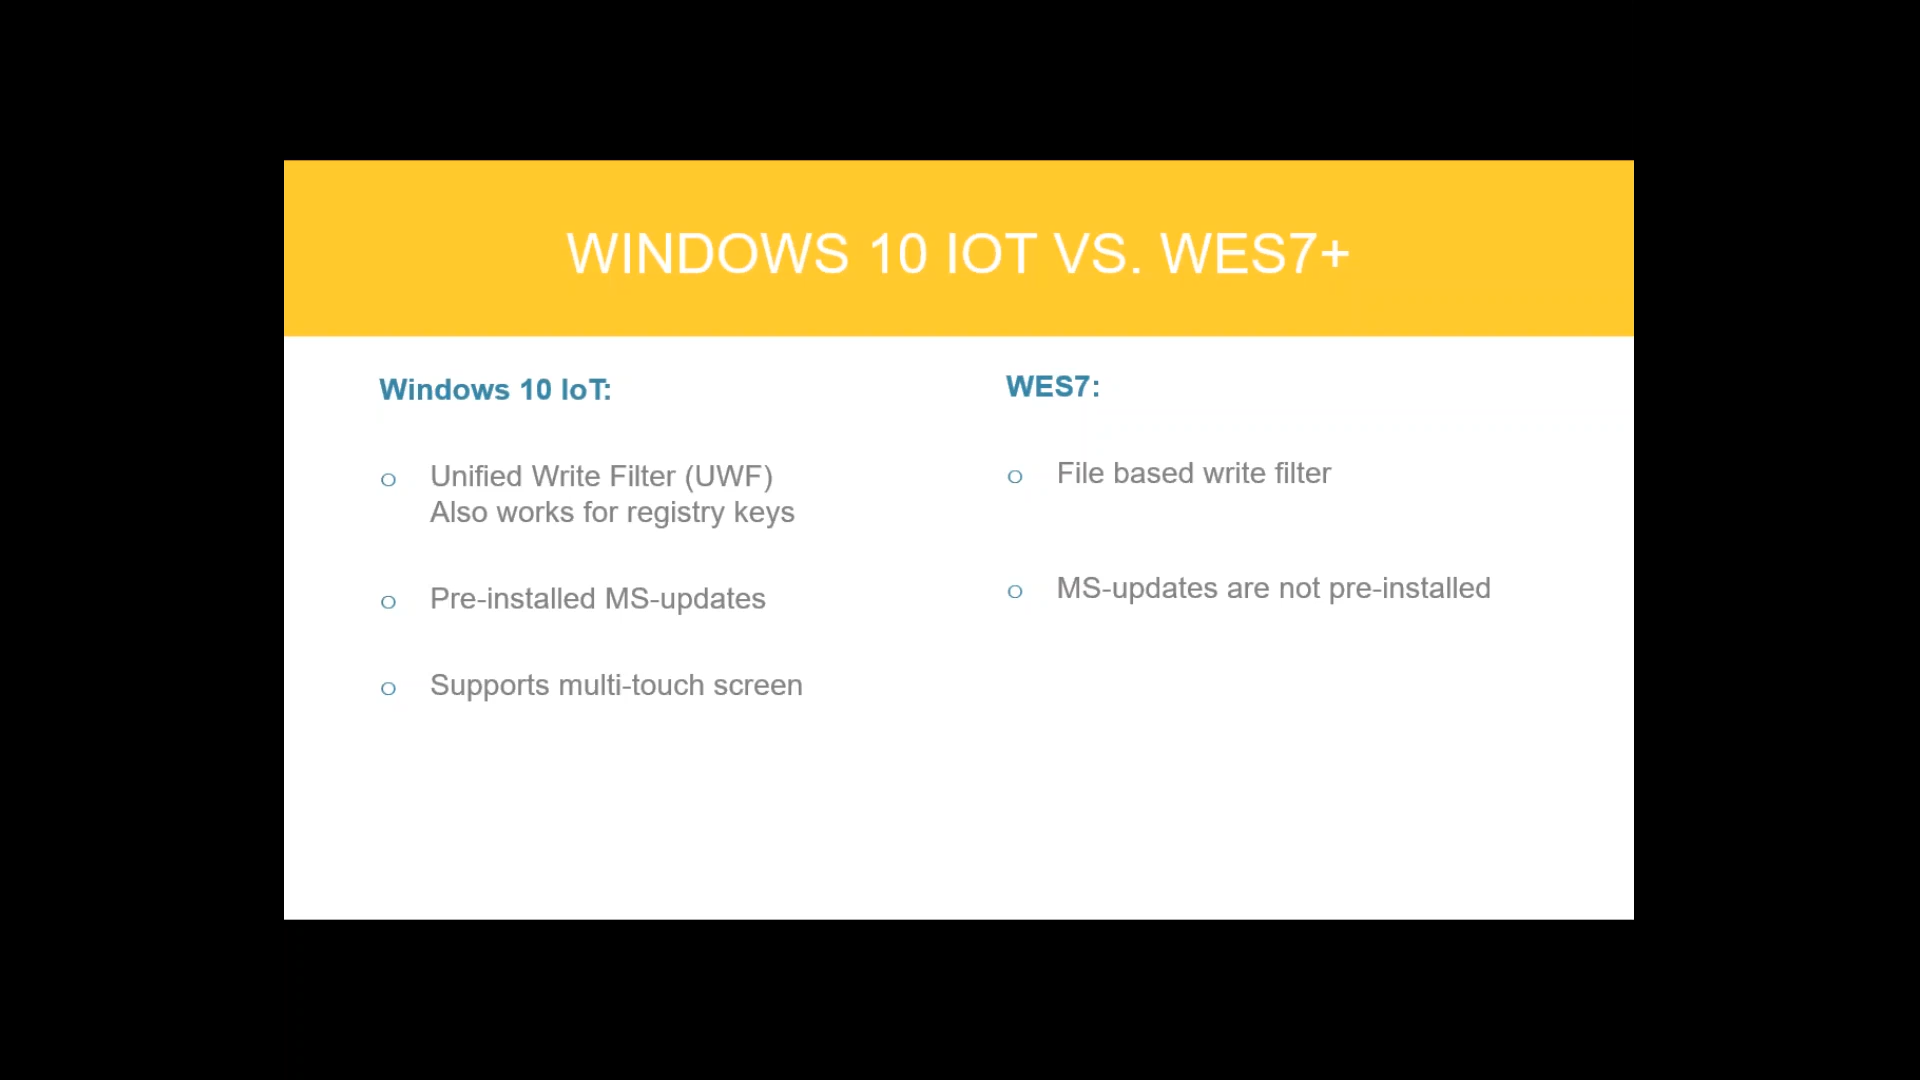 WINDOWS 10 IOT VS. WES7+
Windows 10 IoT:
o Unified Write Filter (UWF)
Also works for registry keys
o Pre-installed MS-updates
o Supports multi-touch screen
WES7:
o File based write filter
o MS-updates are not pre-installed